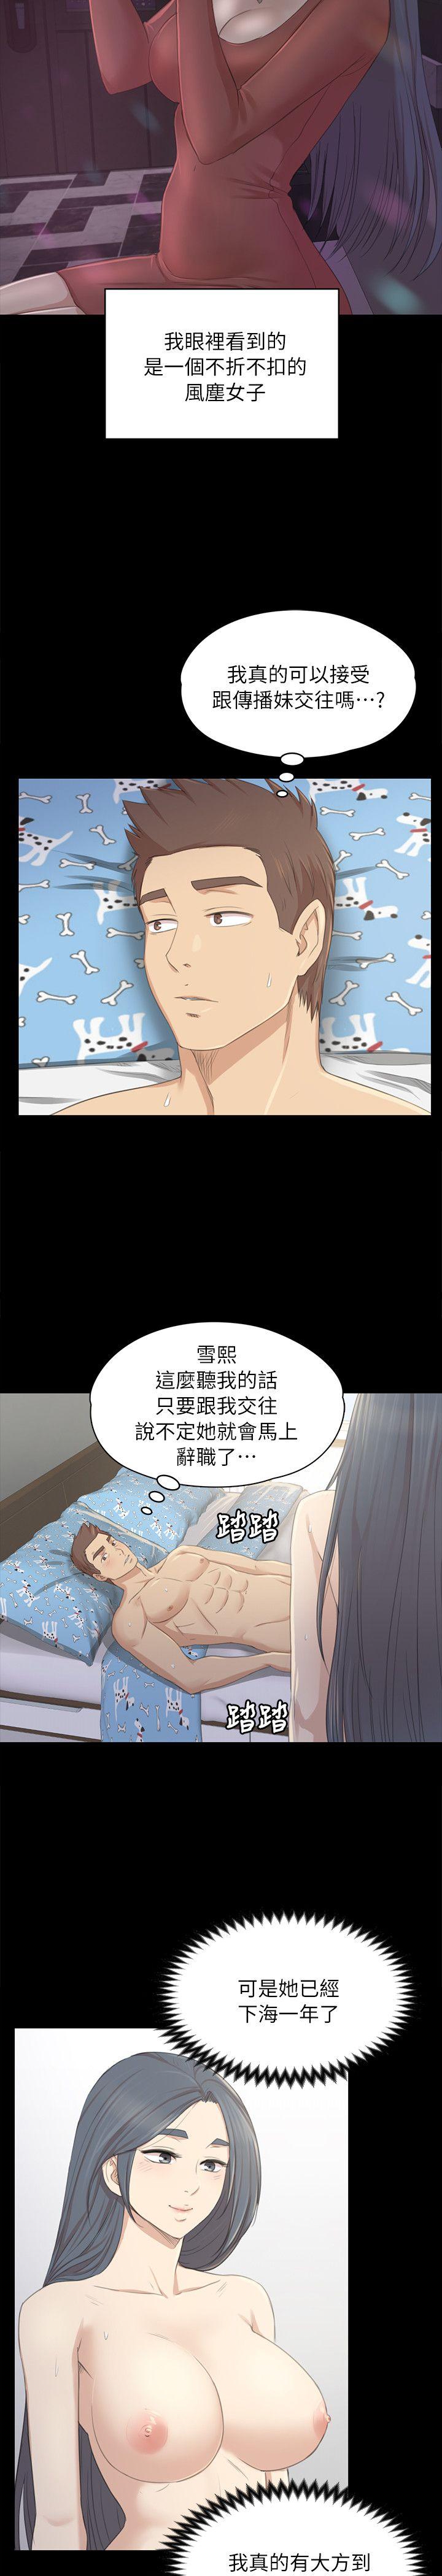 我眼裡看到的
是一個不折不扣的
風塵女子
我真的可以接受
跟傳播妹交往嗎…?
雪熙
這麼聽我的話
只要跟我交往
說不定她就會馬上
辭職了…
踏踏
踏踏
可是她已經
下海一年了
我真的有大方到